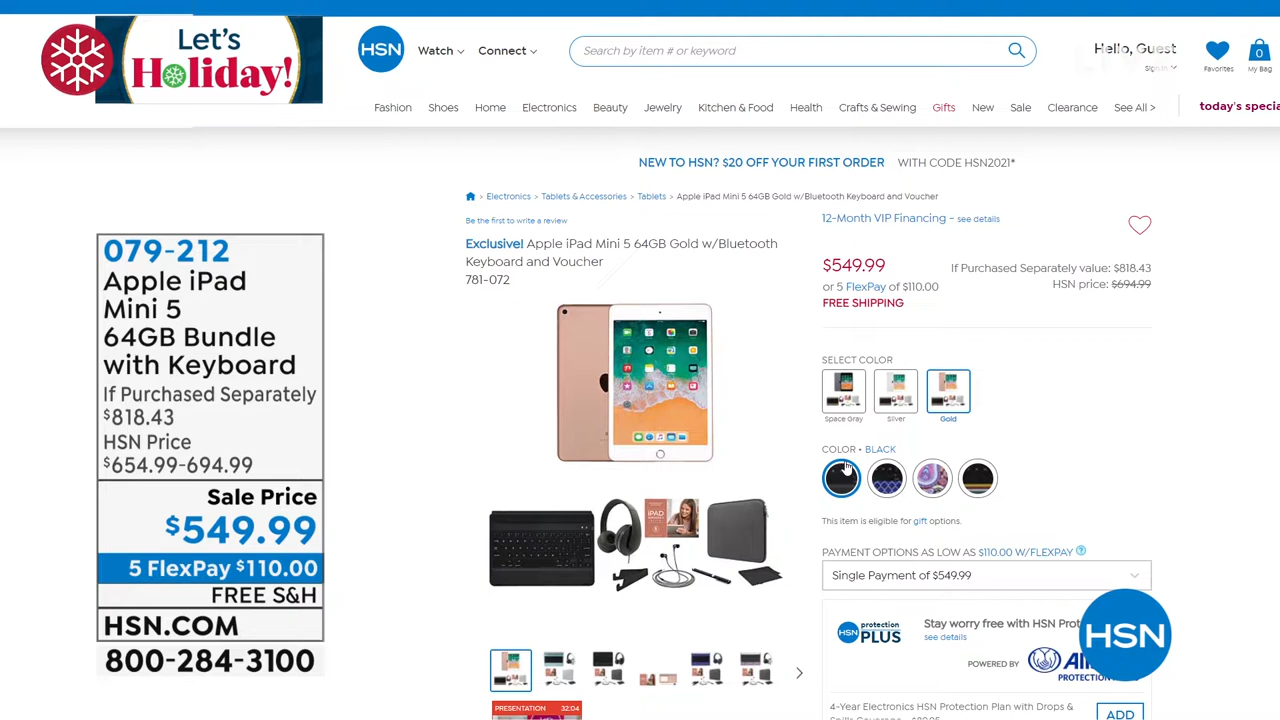 Let's
Holiday!
HSN
Watch
Connect
Search by item # or keyword
Hello, Guest
Sign In
Favorites
0
My Bag
Fashion
Shoes
Home
Electronics
Beauty
Jewelry
Kitchen & Food
Health
Crafts & Sewing
Gifts
New
Sale
Clearance
See All >
today's specia
NEW TO HSN? $20 OFF YOUR FIRST ORDER WITH CODE HSN2021*
> Electronics > Tablets & Accessories > Tablets > Apple iPad Mini 5 64GB Gold w/Bluetooth Keyboard and Voucher
Be the first to write a review
Exclusive! Apple iPad Mini 5 64GB Gold w/Bluetooth
Keyboard and Voucher
781-072
12-Month VIP Financing - see details
$549.99
If Purchased Separately value: $818.43
or 5 FlexPay of $110.00
HSN price: $694.99
FREE SHIPPING
SELECT COLOR
Space Gray
Silver
Gold
COLOR • BLACK
This item is eligible for gift options.
PAYMENT OPTIONS AS LOW AS $110.00 W/FLEXPAY
Single Payment of $549.99
HSN protection PLUS
Stay worry free with HSN Prot
see details
POWERED BY
PROTECTION
4-Year Electronics HSN Protection Plan with Drops &
ADD
HSN
PRESENTATION 32:04
079-212
Apple iPad
Mini 5
64GB Bundle
with Keyboard
If Purchased Separately
$818.43
HSN Price
$654.99-694.99
Sale Price
$549.99
5 FlexPay $110.00
FREE S&H
HSN.COM
800-284-3100